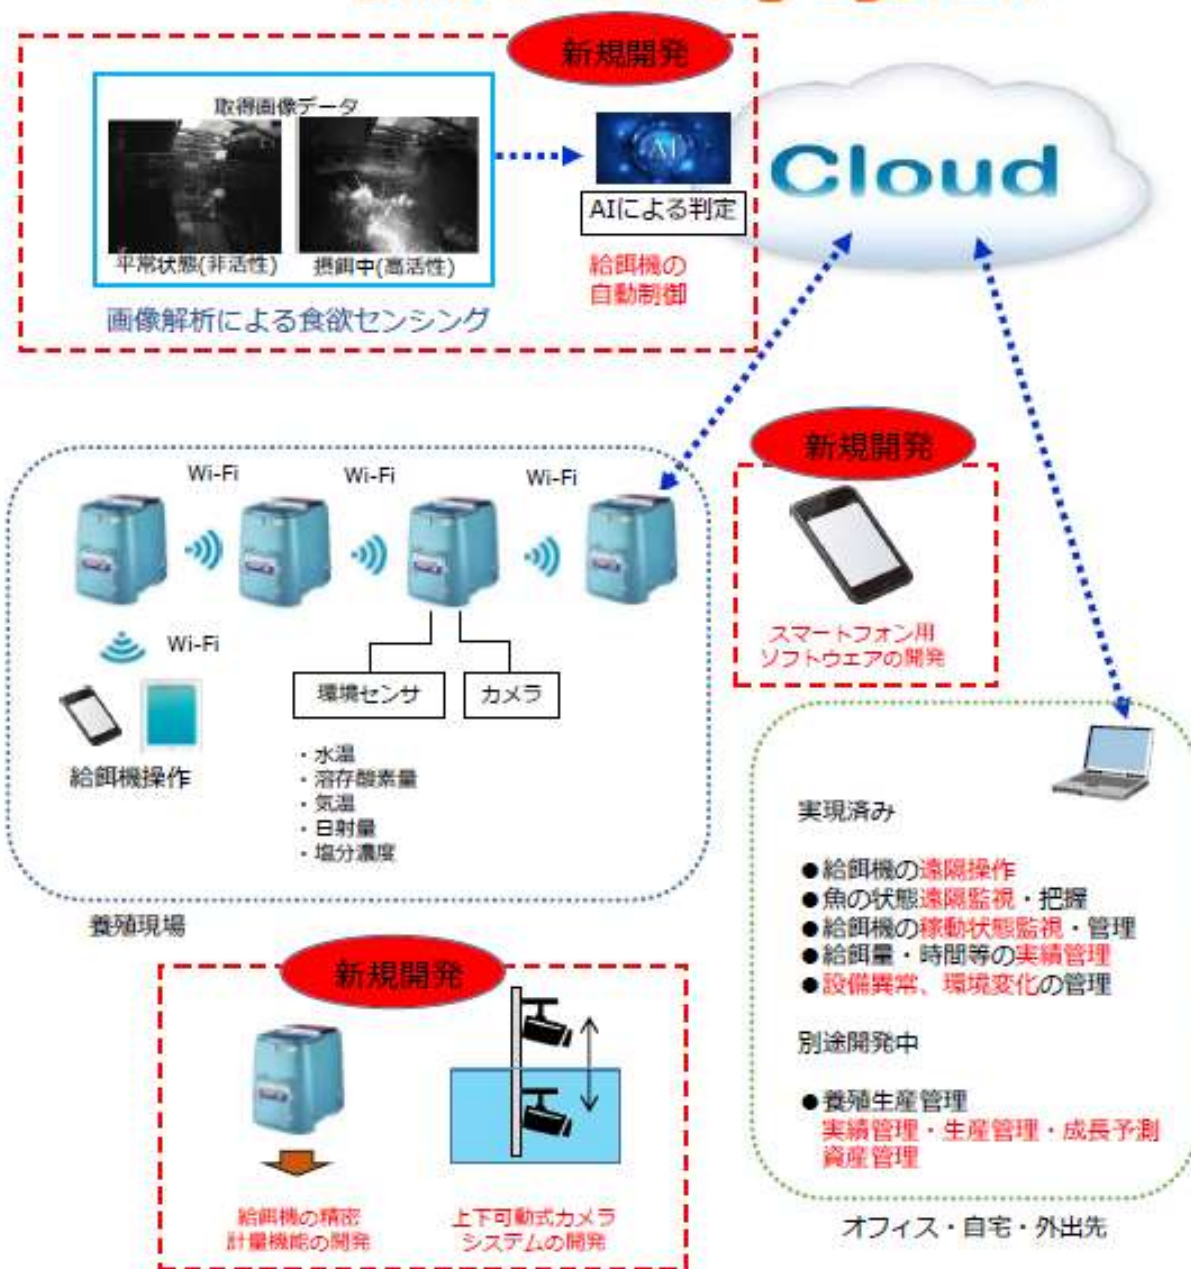 新規開発
取得画像データ
平常状態(非活性)
摂餌中(高活性)
画像解析による食欲センシング
AI
AIによる判定
給餌機の
自動制御
Cloud
Wi-Fi
Wi-Fi
Wi-Fi
Wi-Fi
給餌機操作
環境センサ
カメラ
・水温
・溶存酸素量
・気温
・日射量
・塩分濃度
養殖現場
新規開発
スマートフォン用
ソフトウエアの開発
実現済み
●給餌機の遠隔操作
●魚の状態遠隔監視・把握
●給餌機の稼動状態監視・管理
●給餌量・時間等の実績管理
●設備異常、環境変化の管理
別途開発中
●養殖生産管理
実績管理・生産管理・成長予測
資産管理
オフィス・自宅・外出先
新規開発
給餌機の精密
計量機能の開発
上下可動式カメラ
システムの開発